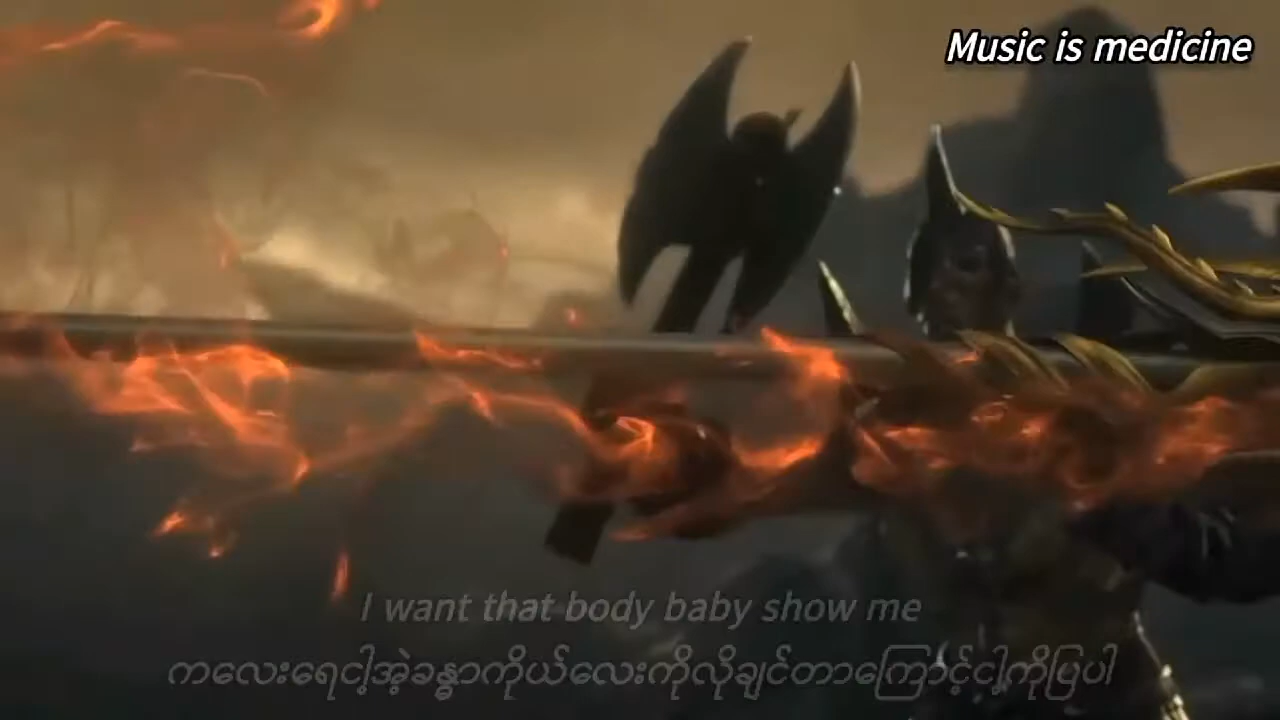 Music is medicine
I want that body baby show me
ကလေးရေငါ့အဲ့ခန္ဓာကိုယ်လေးကိုလိုချင်တာကြောင့်ငါ့ကိုပြပါ